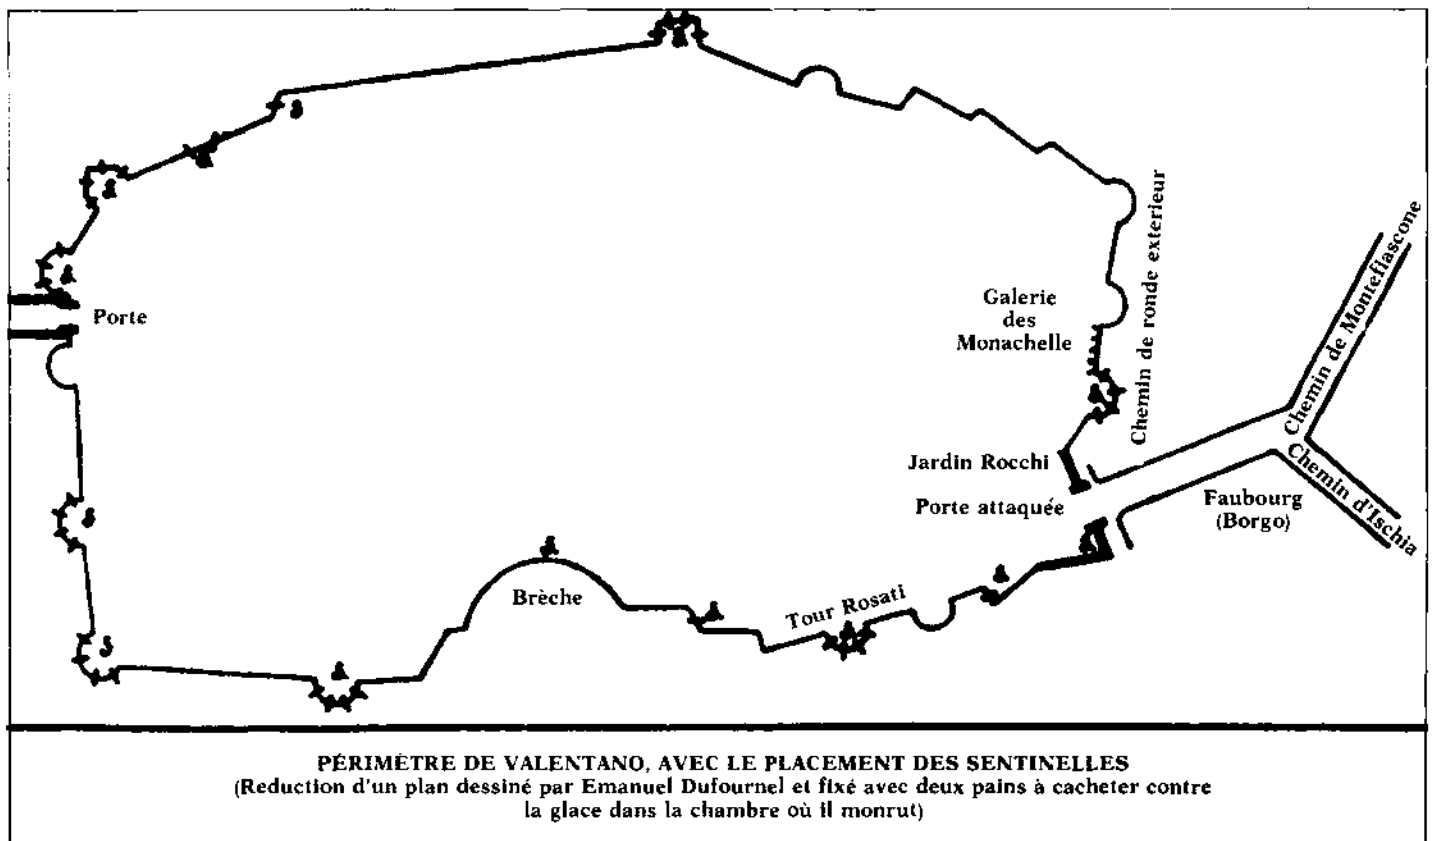 Porte
Galerie
des
Monachelle
Chemin de ronde exterieur
Chemin de Montefiascone
Chemin d'Ischia
Jardin Rocchi
Porte attaquée
Faubourg
(Borgo)
Brèche
Tour Rosati
PÉRIMÈTRE DE VALENTANO, AVEC LE PLACEMENT DES SENTINELLES
(Reduction d'un plan dessiné par Emanuel Dufournel et fixé avec deux pains à cacheter contre
la glace dans la chambre où il monrut)